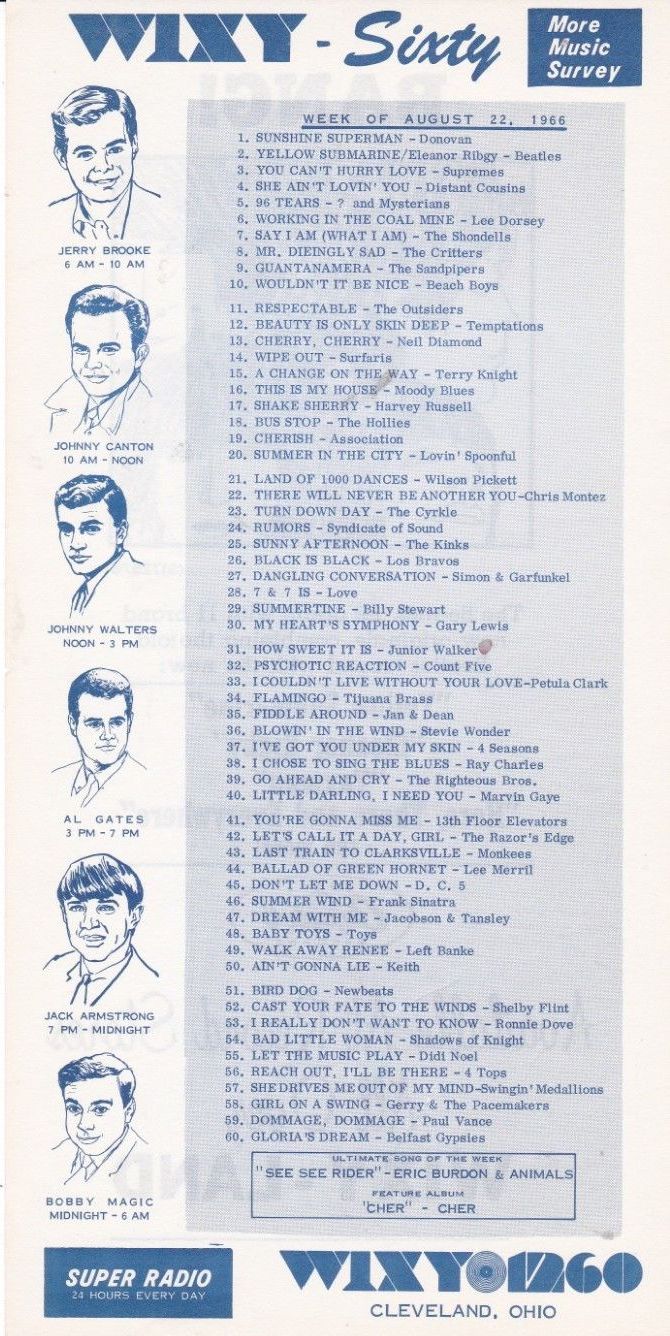 WIXY - Sixty
More
Music
Survey
WEEK OF AUGUST 22, 1966
1. SUNSHINE SUPERMAN - Donovan
2. YELLOW SUBMARINE/Eleanor Ribgy - Beatles
3. YOU CAN'T HURRY LOVE - Supremes
4. SHE AIN'T LOVIN' YOU - Distant Cousins
5. 96 TEARS - ? and Mysterians
6. WORKING IN THE COAL MINE - Lee Dorsey
7. SAY I AM (WHAT I AM) - The Shondells
8. MR. DIEINGLY SAD - The Critters
9. GUANTANAMERA - The Sandpipers
10. WOULDN'T IT BE NICE - Beach Boys
11. RESPECTABLE - The Outsiders
12. BEAUTY IS ONLY SKIN DEEP - Temptations
13. CHERRY, CHERRY - Neil Diamond
14. WIPE OUT - Surfaris
15. A CHANGE ON THE WAY - Terry Knight
16. THIS IS MY HOUSE - Moody Blues
17. SHAKE SHERRY - Harvey Russell
18. BUS STOP - The Hollies
19. CHERISH - Association
20. SUMMER IN THE CITY - Lovin' Spoonful
21. LAND OF 1000 DANCES - Wilson Pickett
22. THERE WILL NEVER BE ANOTHER YOU-Chris Montez
23. TURN DOWN DAY - The Cyrkle
24. RUMORS - Syndicate of Sound
25. SUNNY AFTERNOON - The Kinks
26. BLACK IS BLACK - Los Bravos
27. DANGLING CONVERSATION - Simon & Garfunkel
28. 7 & 7 IS - Love
29. SUMMERTINE - Billy Stewart
30. MY HEART'S SYMPHONY - Gary Lewis
31. HOW SWEET IT IS - Junior Walker
32. PSYCHOTIC REACTION - Count Five
33. I COULDN'T LIVE WITHOUT YOUR LOVE-Petula Clark
34. FLAMINGO - Tijuana Brass
35. FIDDLE AROUND - Jan & Dean
36. BLOWIN' IN THE WIND - Stevie Wonder
37. I'VE GOT YOU UNDER MY SKIN - 4 Seasons
38. I CHOSE TO SING THE BLUES - Ray Charles
39. GO AHEAD AND CRY - The Righteous Bros.
40. LITTLE DARLING, I NEED YOU - Marvin Gaye
41. YOU'RE GONNA MISS ME - 13th Floor Elevators
42. LET'S CALL IT A DAY, GIRL - The Razor's Edge
43. LAST TRAIN TO CLARKSVILLE - Monkees
44. BALLAD OF GREEN HORNET - Lee Merril
45. DON'T LET ME DOWN - D. C. 5
46. SUMMER WIND - Frank Sinatra
47. DREAM WITH ME - Jacobson & Tansley
48. BABY TOYS - Toys
49. WALK AWAY RENEE - Left Banke
50. AIN'T GONNA LIE - Keith
51. BIRD DOG - Newbeats
52. CAST YOUR FATE TO THE WINDS - Shelby Flint
53. I REALLY DON'T WANT TO KNOW - Ronnie Dove
54. BAD LITTLE WOMAN - Shadows of Knight
55. LET THE MUSIC PLAY - Didi Noel
56. REACH OUT, I'LL BE THERE - 4 Tops
57. SHE DRIVES ME OUT OF MY MIND-Swingin' Medallions
58. GIRL ON A SWING - Gerry & The Pacemakers
59. DOMMAGE, DOMMAGE - Paul Vance
60. GLORIA'S DREAM - Belfast Gypsies
ULTIMATE SONG OF THE WEEK
"SEE SEE RIDER" - ERIC BURDON & ANIMALS
FEATURE ALBUM
"CHER" - CHER
JERRY BROOKE
6 AM - 10 AM
JOHNNY CANTON
10 AM - NOON
JOHNNY WALTERS
NOON - 3 PM
AL GATES
3 PM - 7 PM
JACK ARMSTRONG
7 PM - MIDNIGHT
BOBBY MAGIC
MIDNIGHT - 6 AM
SUPER RADIO
24 HOURS EVERY DAY
WIXY 1260
CLEVELAND, OHIO